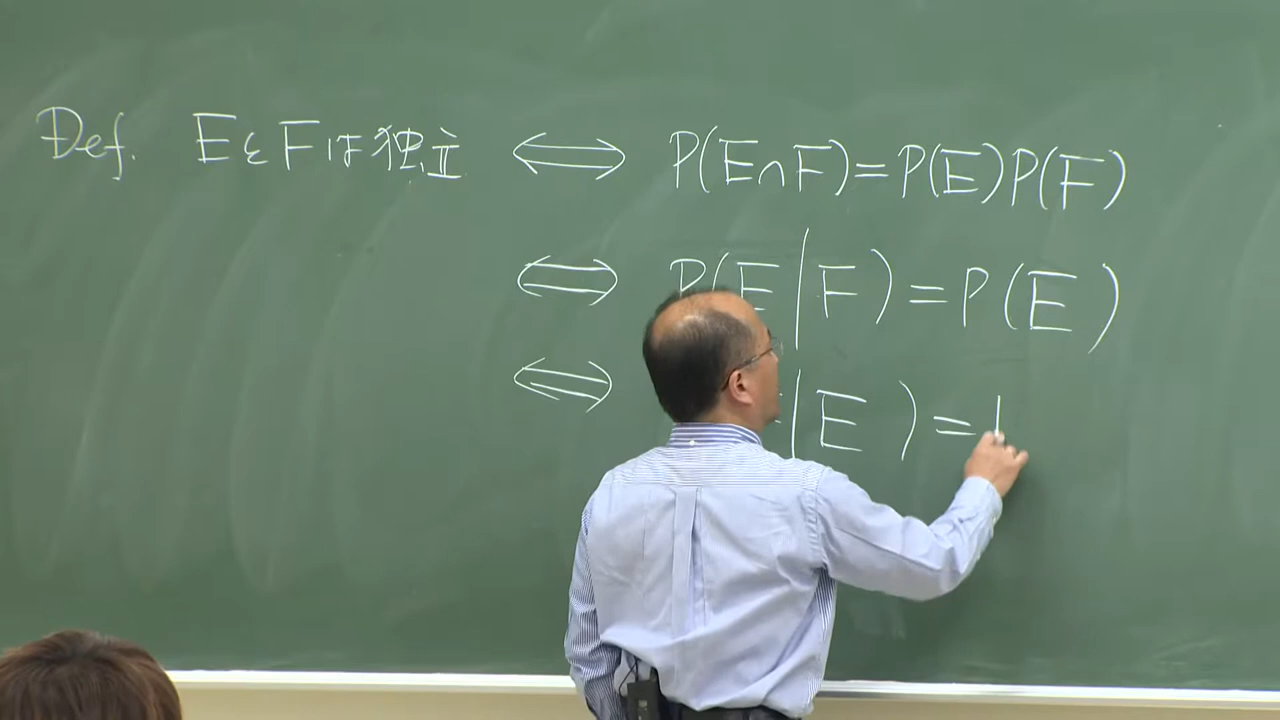 Def. EとFは独立 ⟺ P(E∩F)=P(E)P(F)
⟺ P(E|F)=P(E)
⟺ |E)=